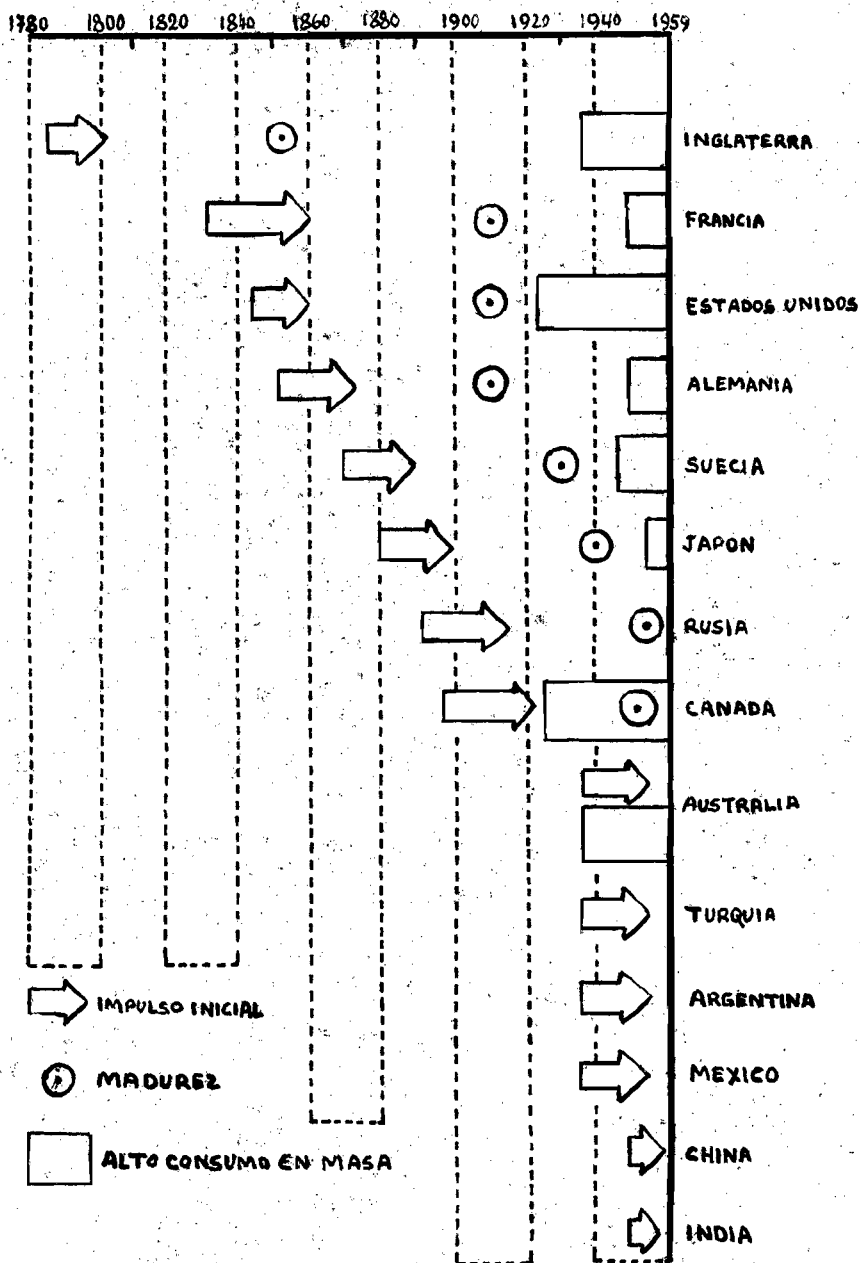 1780 1800 1820 1840 1860 1880 1900 1920 1940 1959
INGLATERRA
FRANCIA
ESTADOS UNIDOS
ALEMANIA
SUECIA
JAPON
RUSIA
CANADA
AUSTRALIA
TURQUIA
ARGENTINA
MEXICO
CHINA
INDIA
IMPULSO INICIAL
MADUREZ
ALTO CONSUMO EN MASA